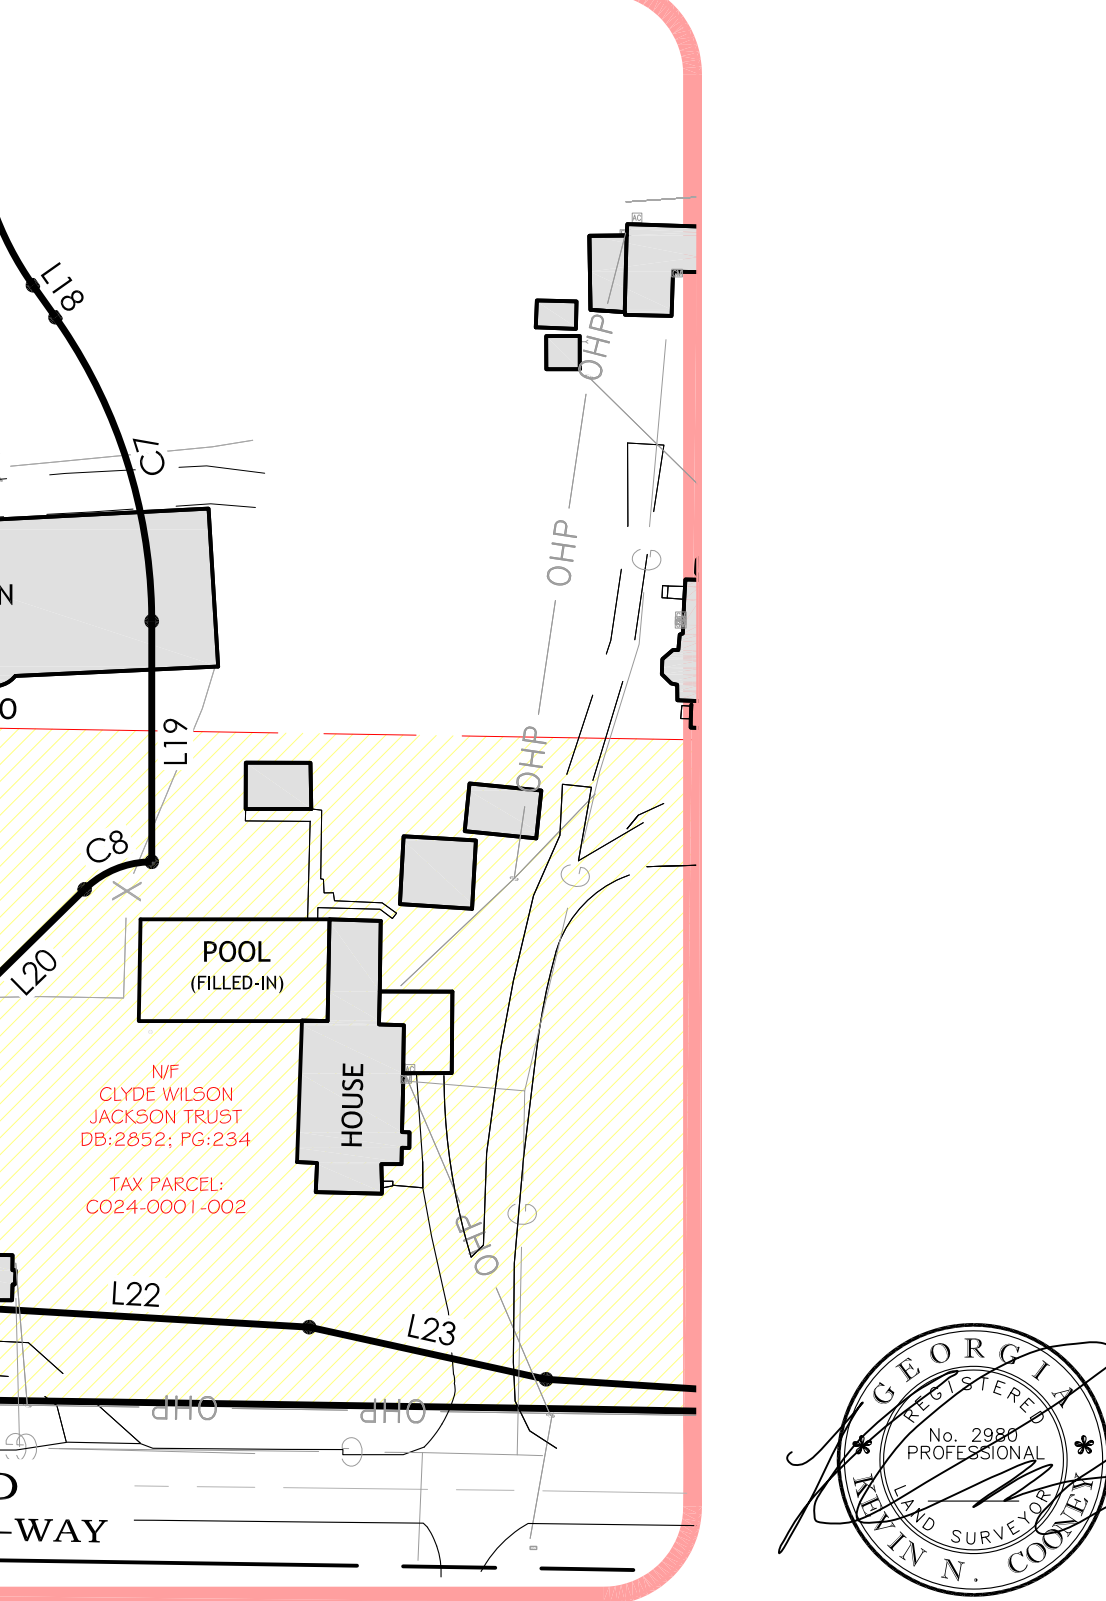 AC
L18
OHP
C7
OHP
G
N
O
L19
OHP
C8
G
X
L20
POOL
(FILLED-IN)
HOUSE
AC
N/F
CLYDE WILSON
JACKSON TRUST
DB:2852; PG:234
TAX PARCEL:
C024-0001-002
G
OHP
L22
L23
OHP
OHP
G
G
D
-WAY
GEORGIA
REGISTERED
No. 2980
PROFESSIONAL
LAND SURVEYOR
KEVIN N. COONEY